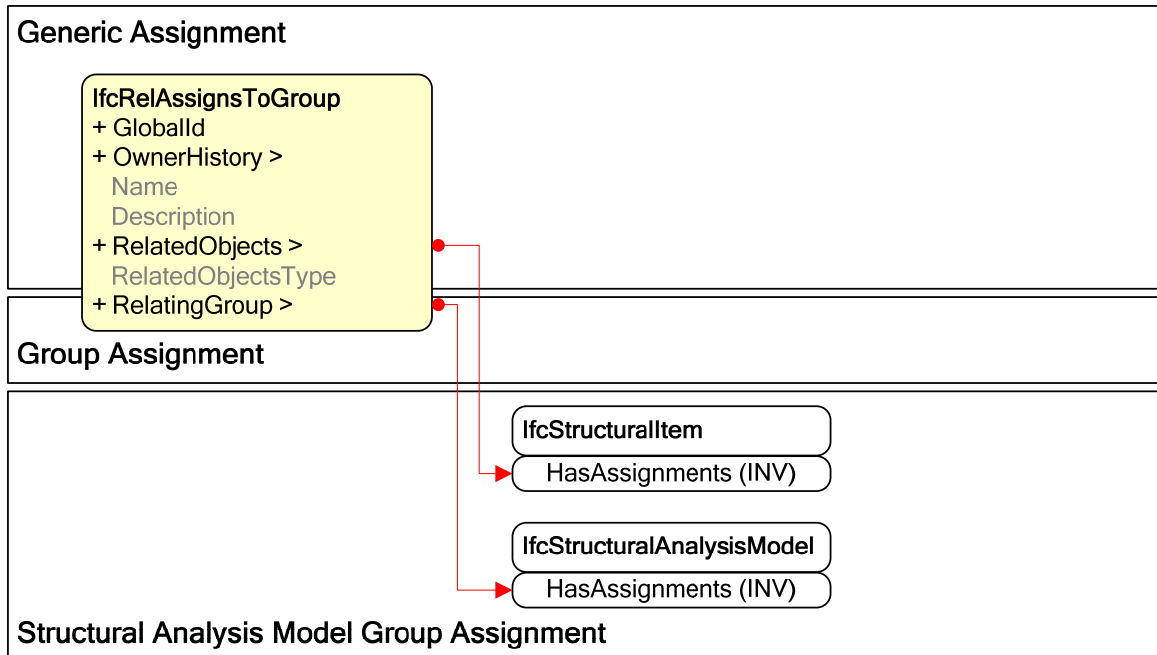 Generic Assignment
IfcRelAssignsToGroup
+ GlobalId
+ OwnerHistory >
Name
Description
+ RelatedObjects >
RelatedObjectsType
+ RelatingGroup >
Group Assignment
IfcStructuralItem
HasAssignments (INV)
IfcStructuralAnalysisModel
HasAssignments (INV)
Structural Analysis Model Group Assignment